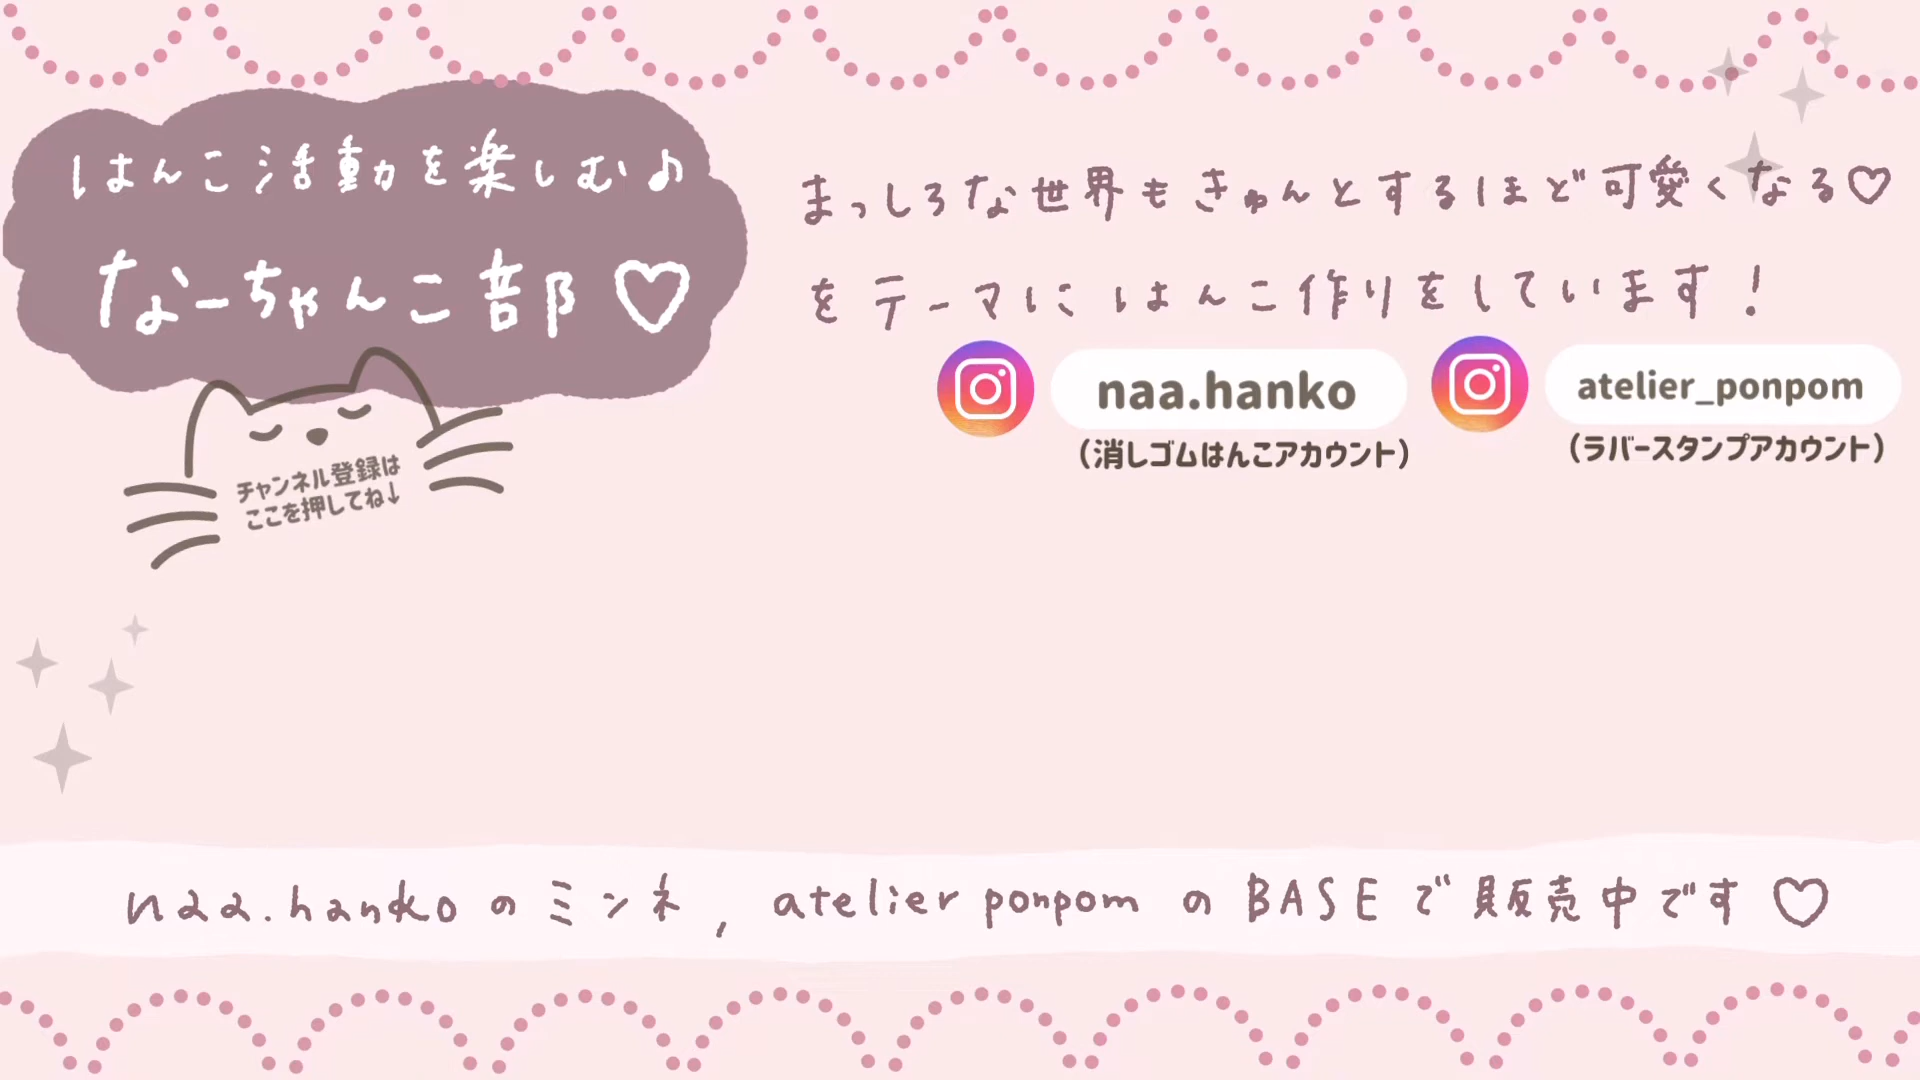 はんこ活動を楽しむ♪
なーちゃんこ部♡
まっしろな世界もきゅんとするほど可愛くなる♡
をテーマにはんこ作りをしています！
naa.hanko
(消しゴムはんこアカウント)
atelier_ponpom
(ラバースタンプアカウント)
チャンネル登録は
ここを押してね↓
naa.hankoのミンネ, atelier ponpomのBASEで販売中です♡